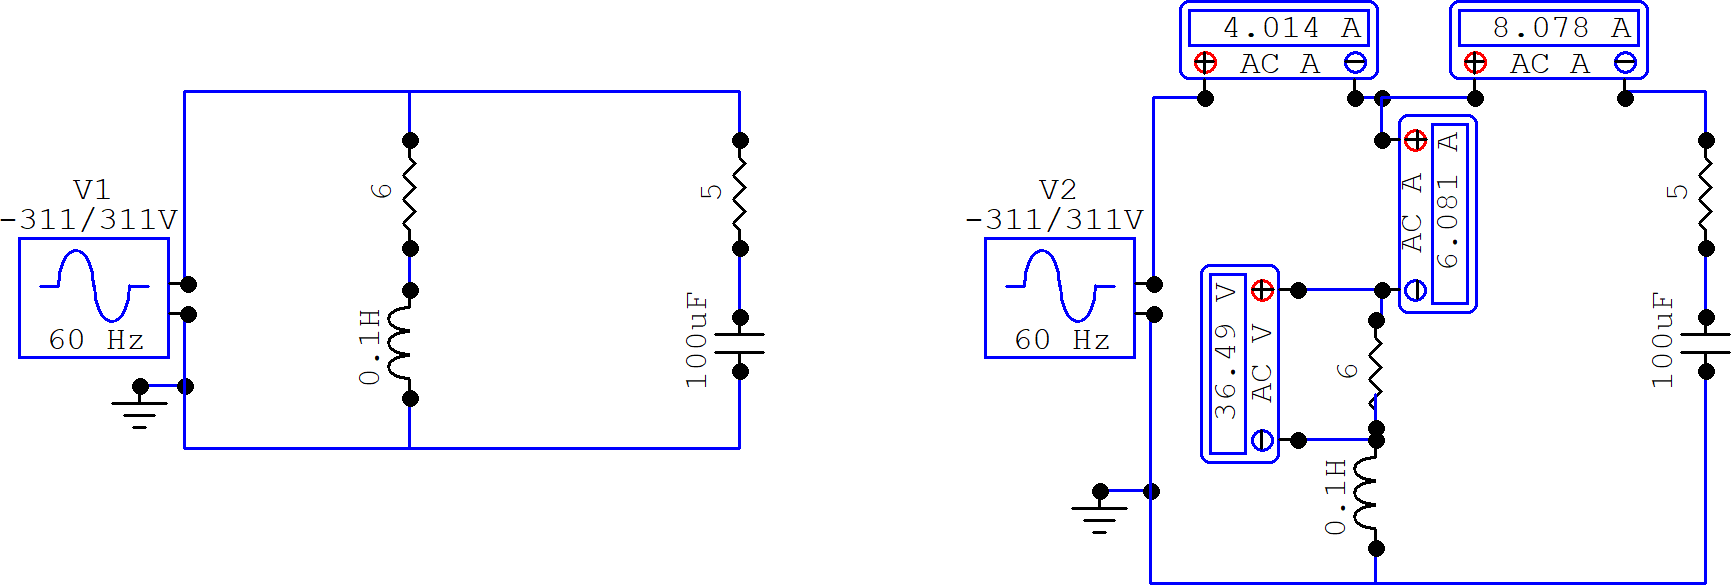 V1
-311/311V
60 Hz
6
0.1H
5
100uF
4.014 A
AC A
8.078 A
AC A
V2
-311/311V
60 Hz
AC A
6.081 A
36.49 V
AC V
6
0.1H
5
100uF